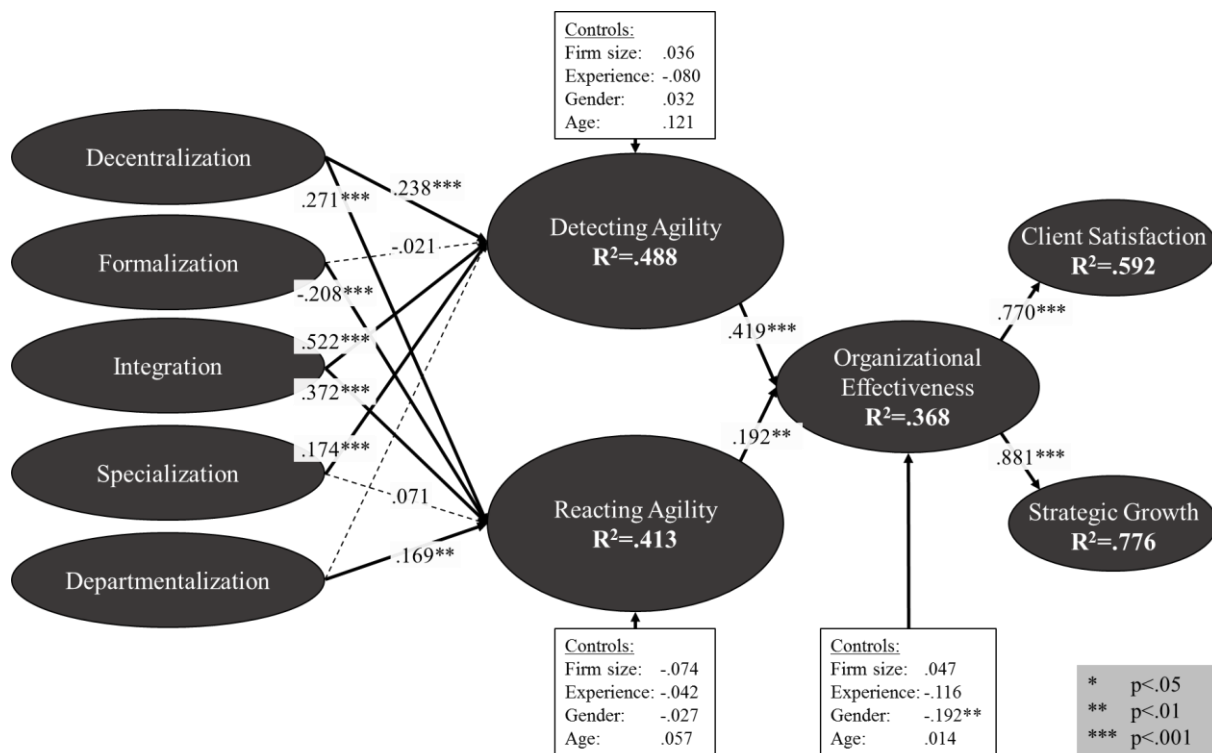 Controls:
Firm size: .036
Experience: -.080
Gender: .032
Age: .121
Decentralization
Formalization
Integration
Specialization
Departmentalization
.238***
.271***
-.021
-.208***
.522***
.372***
.174***
.071
.169**
Detecting Agility
R²=.488
Reacting Agility
R²=.413
.419***
.192**
Organizational
Effectiveness
R²=.368
.770***
.881***
Client Satisfaction
R²=.592
Strategic Growth
R²=.776
Controls:
Firm size: -.074
Experience: -.042
Gender: -.027
Age: .057
Controls:
Firm size: .047
Experience: -.116
Gender: -.192**
Age: .014
* p<.05
** p<.01
*** p<.001